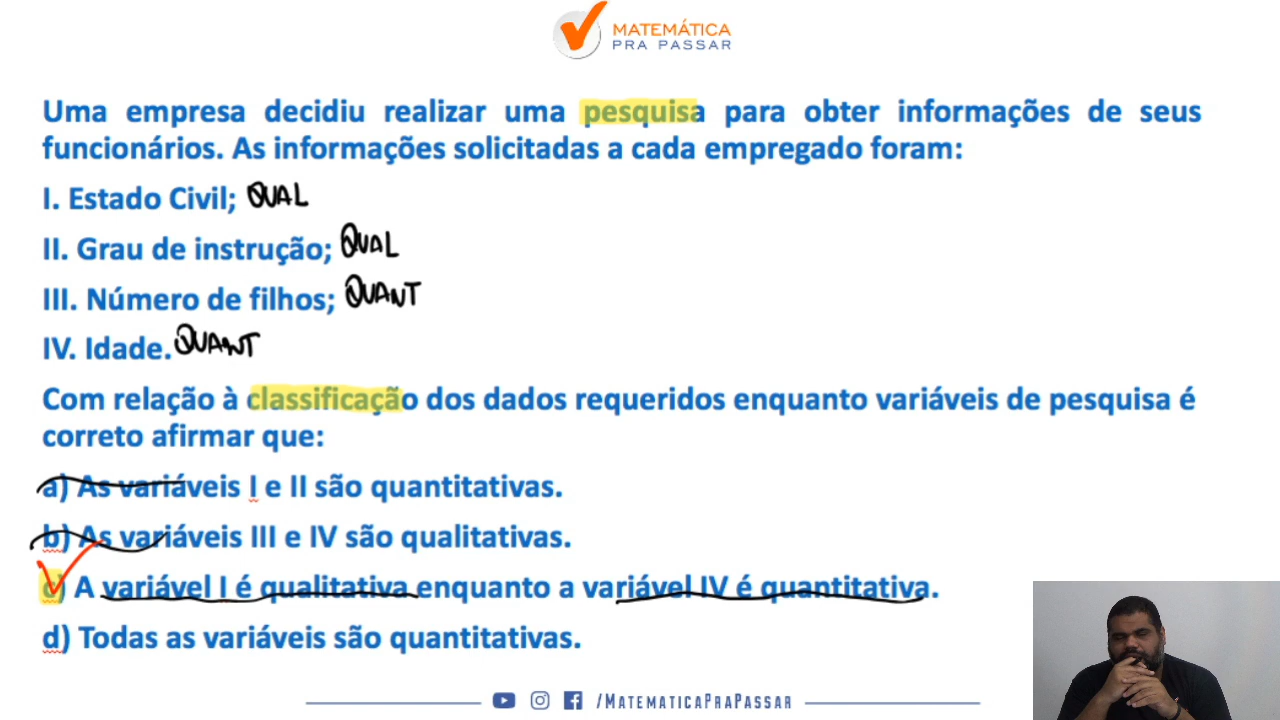 MATEMÁTICA
PRA PASSAR
Uma empresa decidiu realizar uma pesquisa para obter informações de seus
funcionários. As informações solicitadas a cada empregado foram:
I. Estado Civil; QUAL
II. Grau de instrução; QUAL
III. Número de filhos; QUANT
IV. Idade. QUANT
Com relação à classificação dos dados requeridos enquanto variáveis de pesquisa é
correto afirmar que:
a) As variáveis I e II são quantitativas.
b) As variáveis III e IV são qualitativas.
c) A variável I é qualitativa enquanto a variável IV é quantitativa.
d) Todas as variáveis são quantitativas.
/MATEMATICAPRAPASSAR